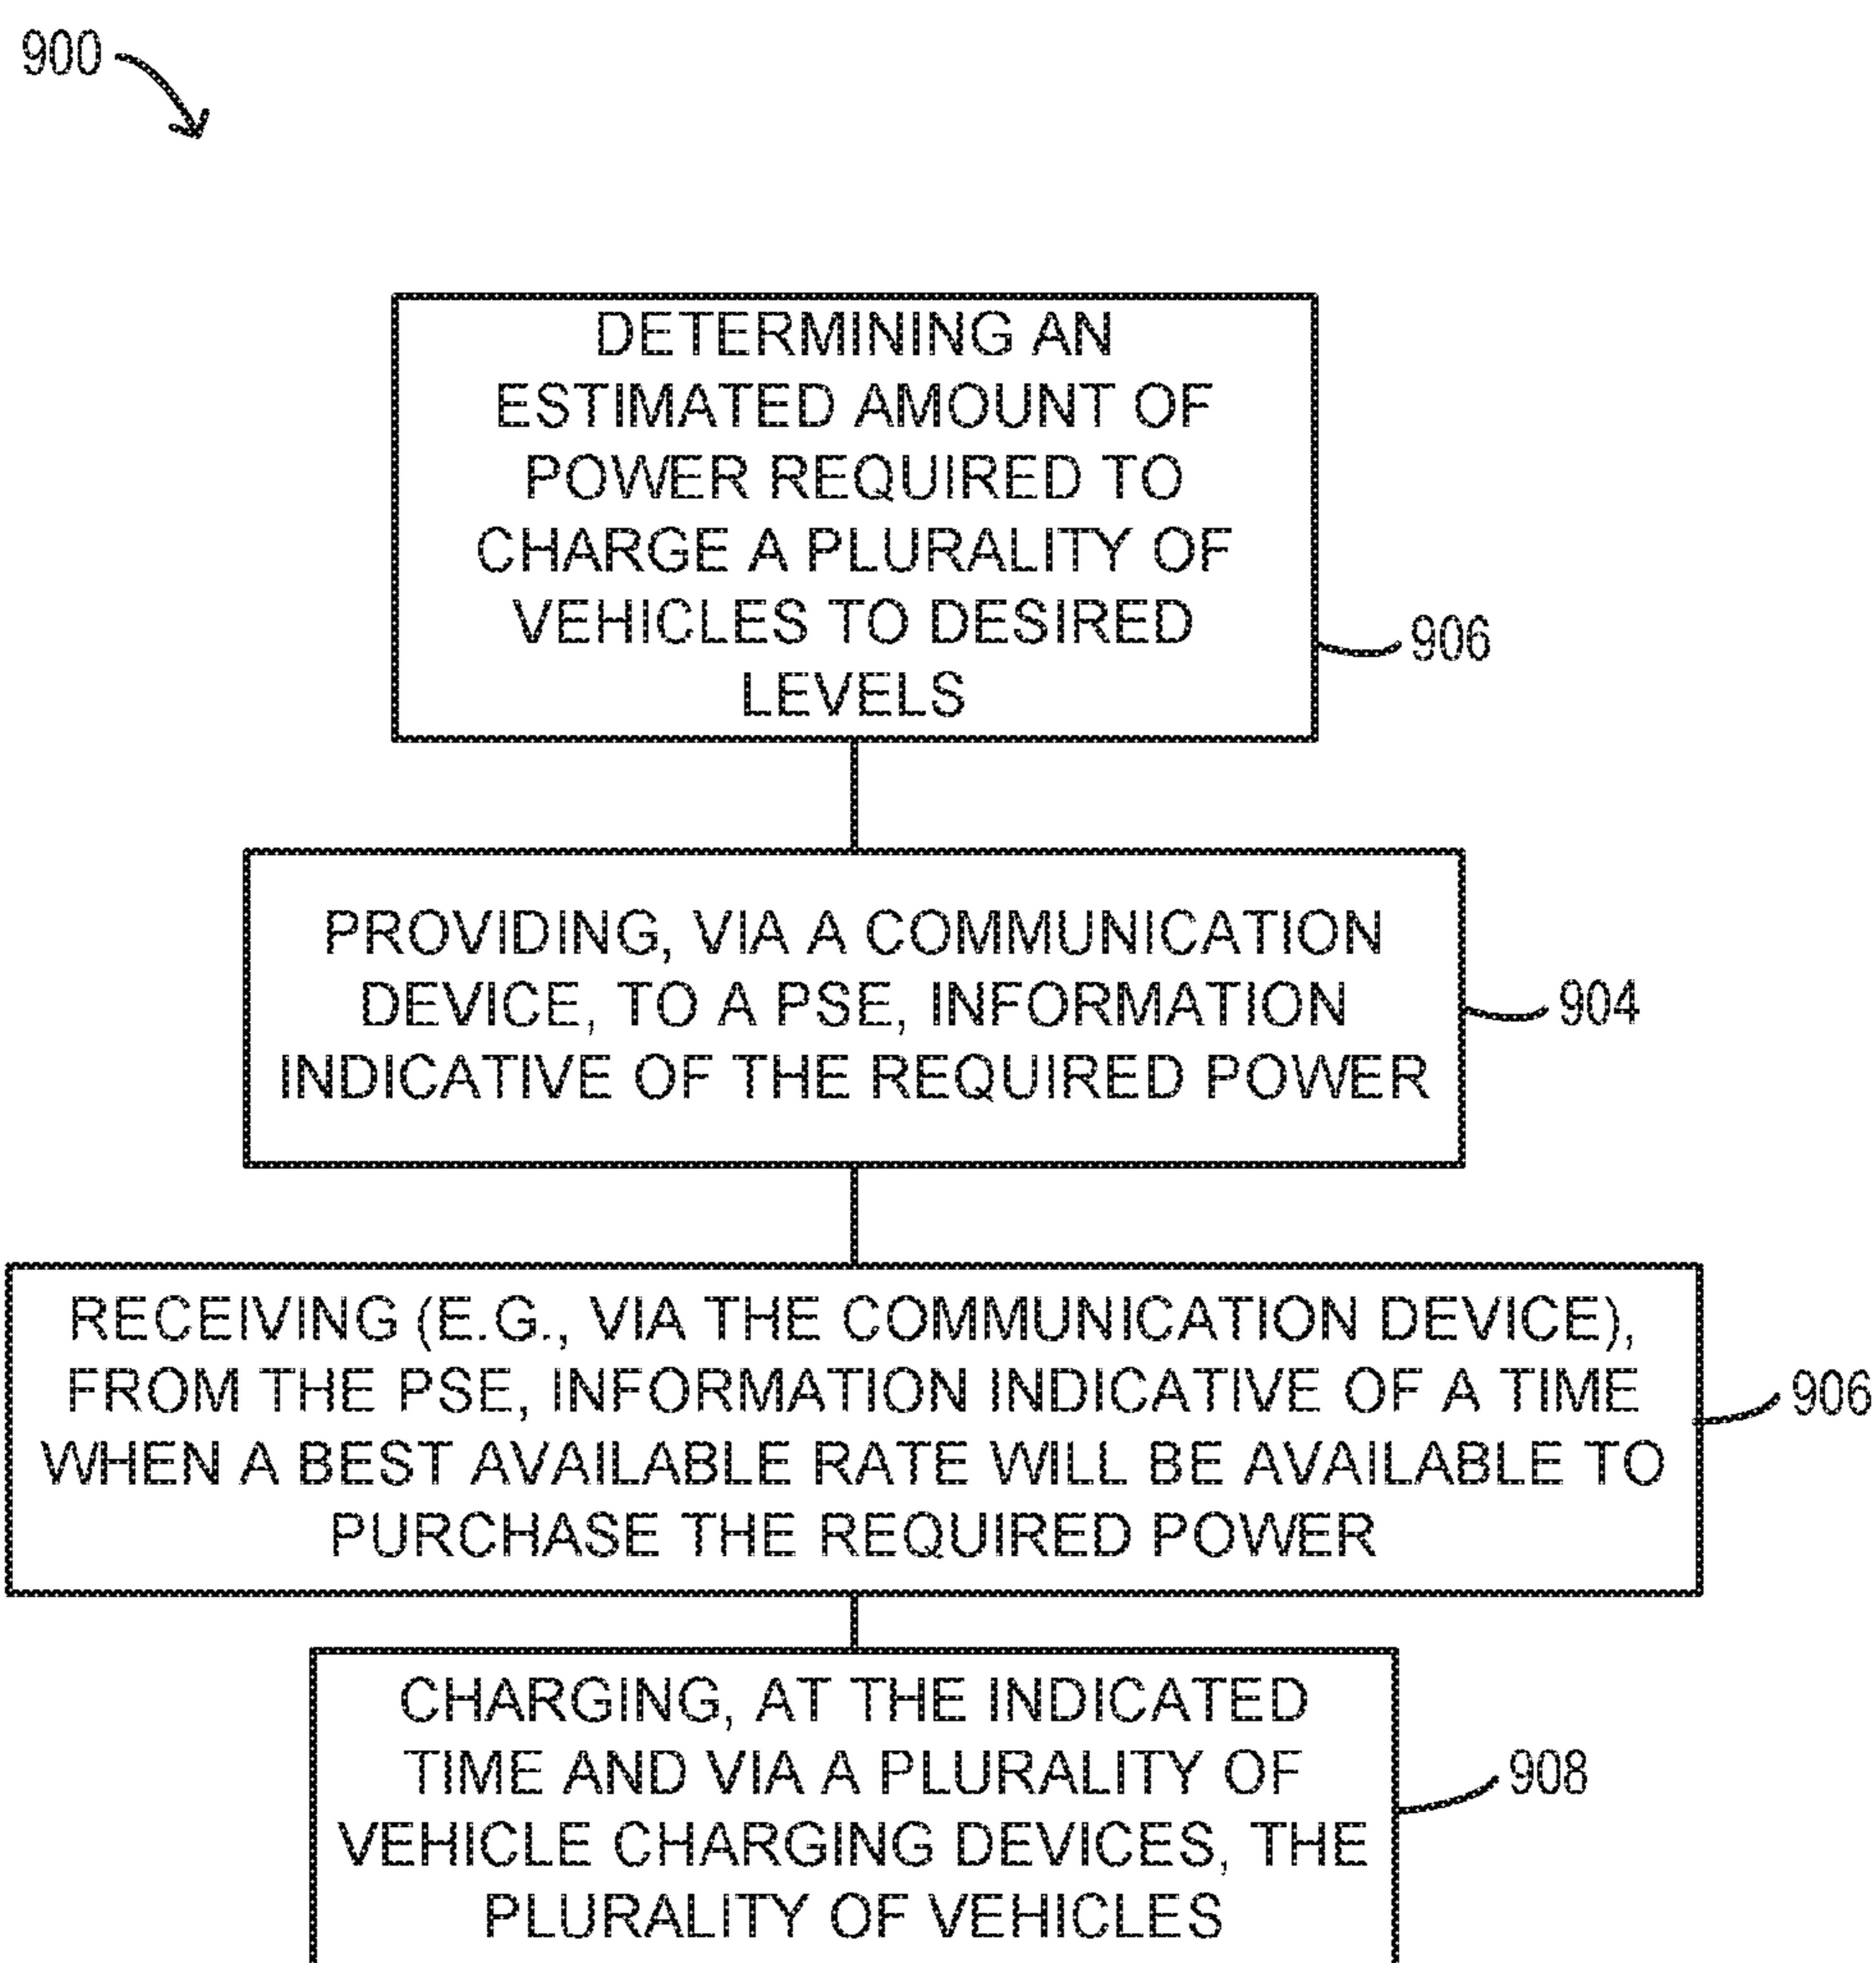 900
DETERMINING AN
ESTIMATED AMOUNT OF
POWER REQUIRED TO
CHARGE A PLURALITY OF
VEHICLES TO DESIRED
LEVELS
906
PROVIDING, VIA A COMMUNICATION
DEVICE, TO A PSE, INFORMATION
INDICATIVE OF THE REQUIRED POWER
904
RECEIVING (E.G., VIA THE COMMUNICATION DEVICE),
FROM THE PSE, INFORMATION INDICATIVE OF A TIME
WHEN A BEST AVAILABLE RATE WILL BE AVAILABLE TO
PURCHASE THE REQUIRED POWER
906
CHARGING, AT THE INDICATED
TIME AND VIA A PLURALITY OF
VEHICLE CHARGING DEVICES, THE
PLURALITY OF VEHICLES
908